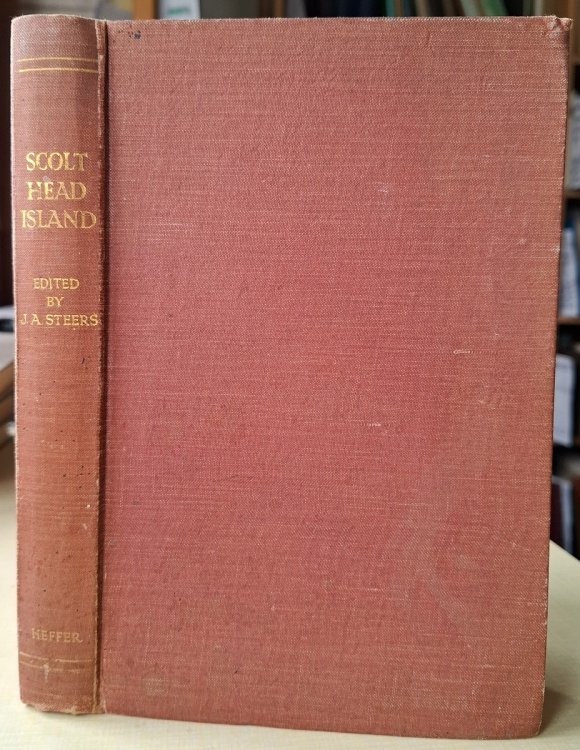 SCOLT
HEAD
ISLAND
EDITED
BY
J. A. STEERS
HEFFER